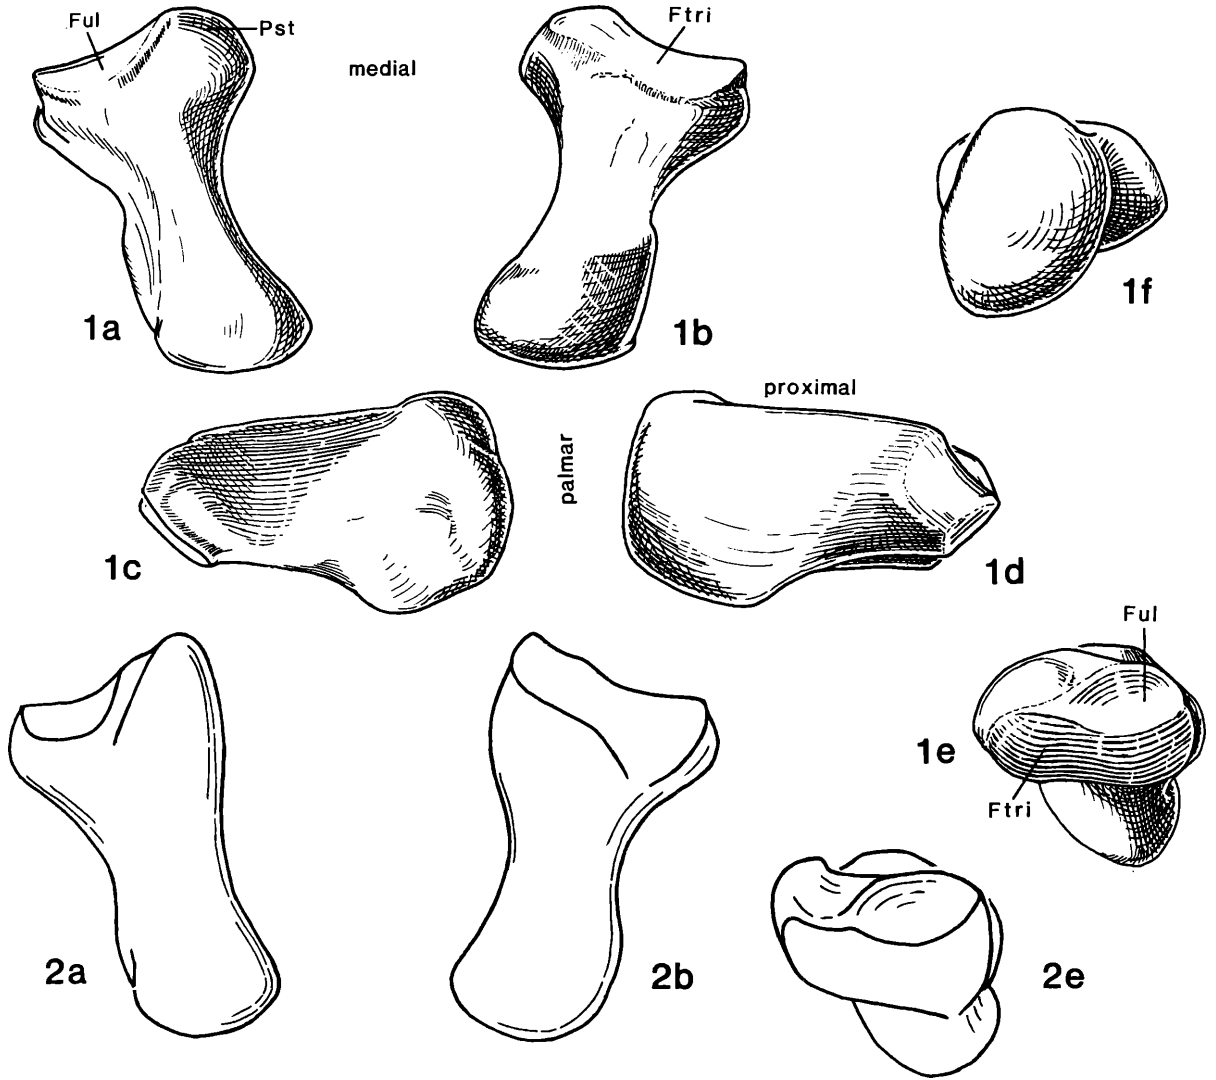 Ful
Pst
Ftri
medial
1a
1b
1f
proximal
palmar
1c
1d
Ful
1e
Ftri
2a
2b
2e